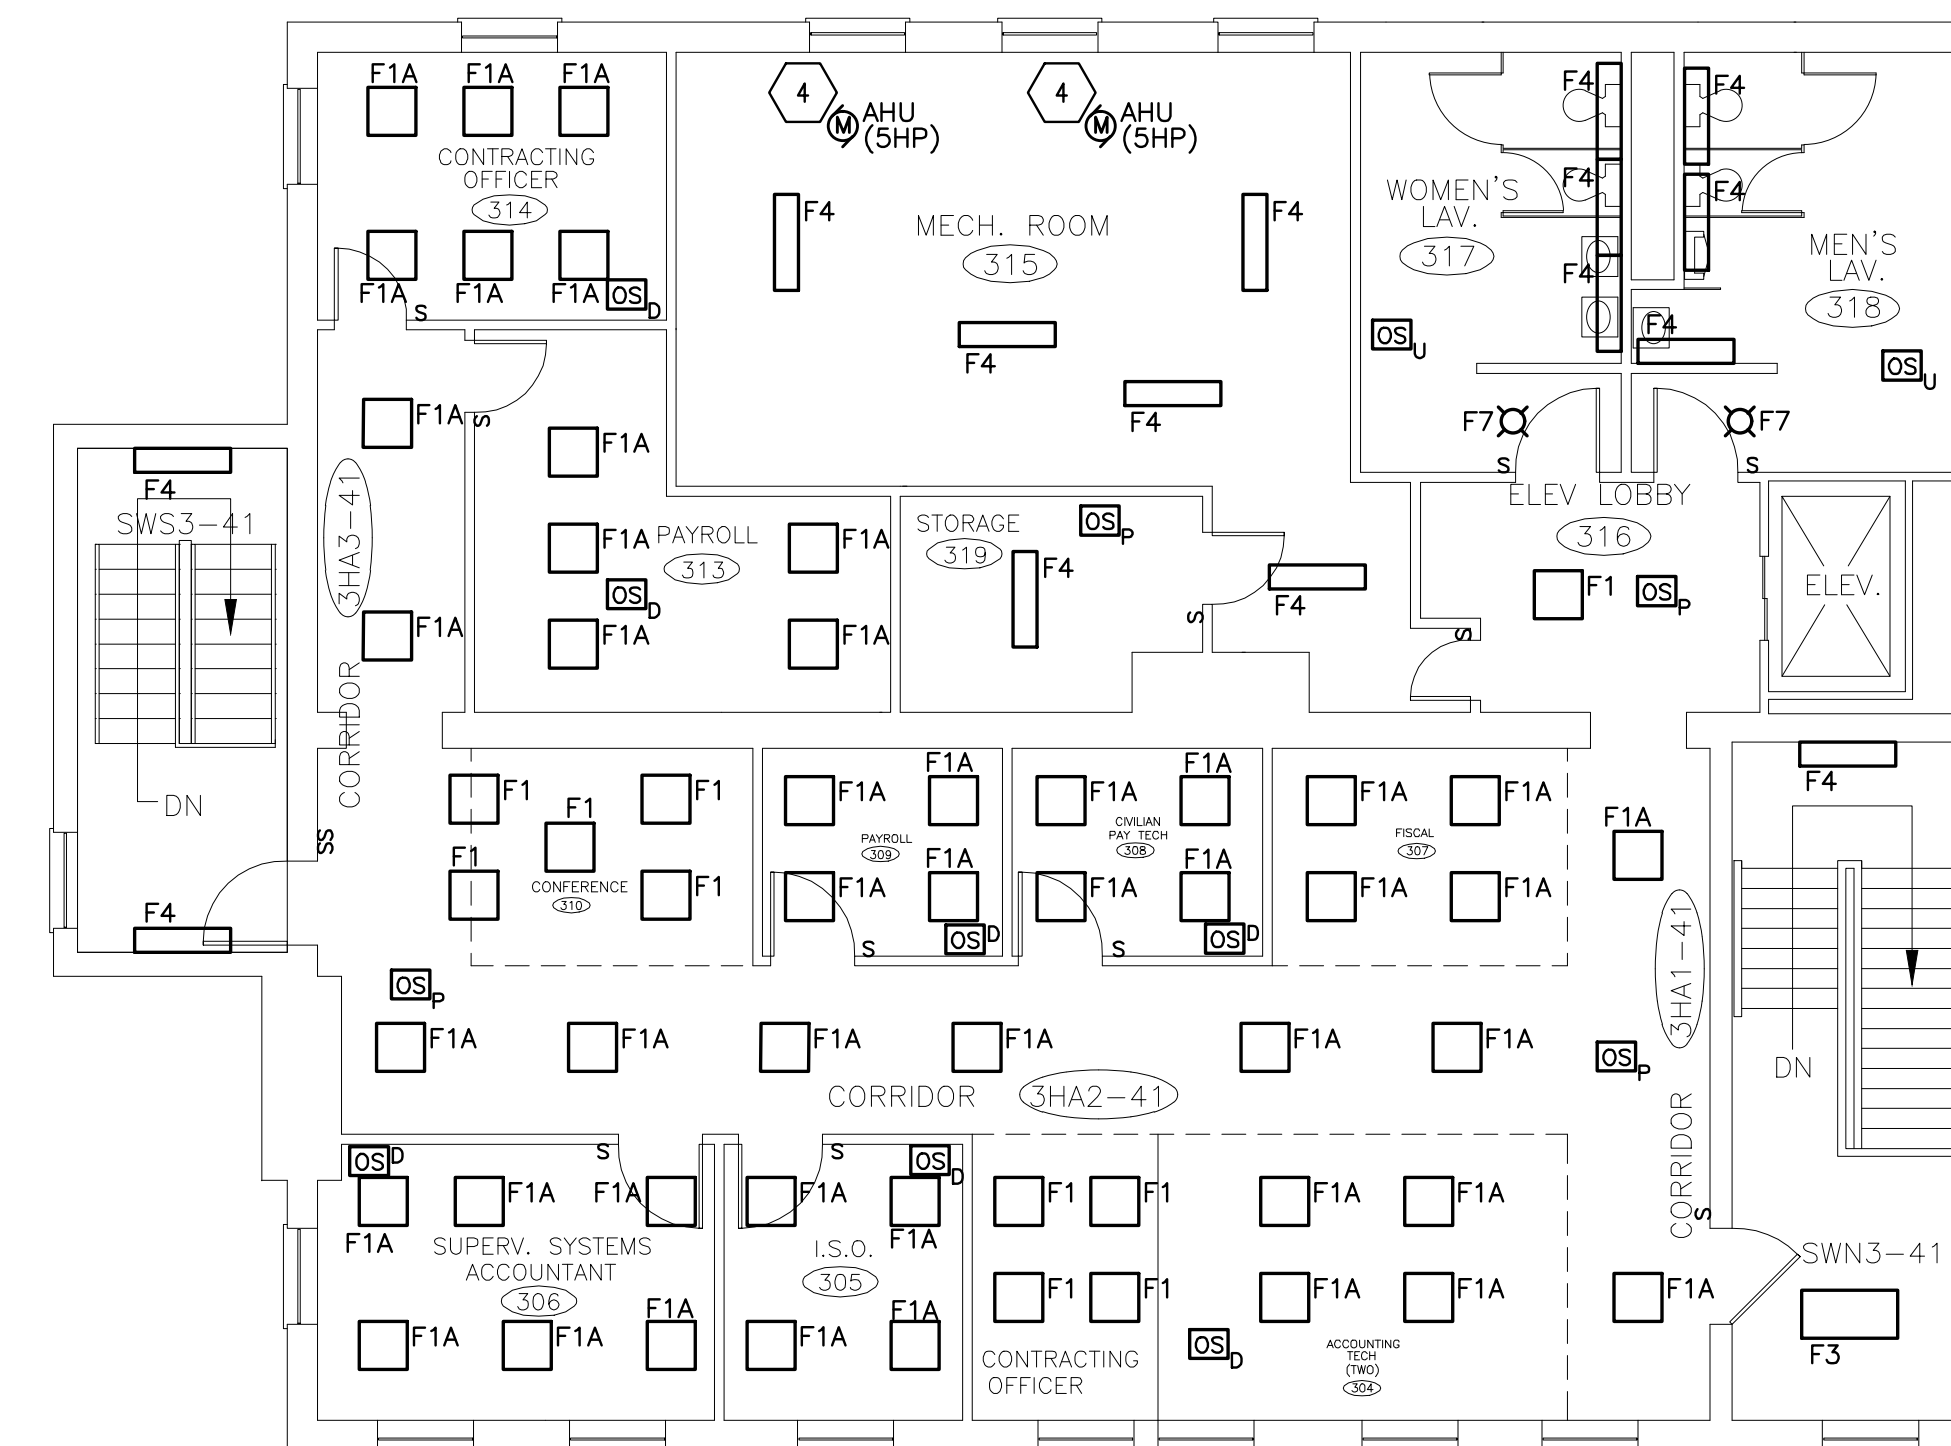 F1A F1A F1A
CONTRACTING
OFFICER
314
F1A F1A F1A
OS D
S
4
M
AHU
(5HP)
4
M
AHU
(5HP)
F4
F4
MECH. ROOM
315
F4
F4
WOMEN'S
LAV.
317
F4
F4
F4
OS U
F4
F4
F4
MEN'S
LAV.
318
OS U
F7
S
F7
S
F4
SWS3-41
DN
F4
F1A
3HA3-41
F1A
CORRIDOR
SS
S
F1A
F1A
PAYROLL
313
F1A
OS D
F1A
F1A
STORAGE
319
OS P
F4
S
F4
ELEV LOBBY
316
F1
OS P
S
ELEV.
F1
F1
F1
F1
F1
CONFERENCE
310
F1A
F1A
PAYROLL
309
F1A
F1A
OS D
S
F1A
F1A
CIVILIAN
PAY TECH
308
F1A
F1A
OS D
S
F1A
F1A
FISCAL
307
F1A
F1A
F1A
3HA1-41
F4
DN
OS P
F1A
F1A
F1A
F1A
F1A
F1A
OS P
CORRIDOR
3HA2-41
CORRIDOR
S
OS D
S
F1A
F1A
F1A
SUPERV. SYSTEMS
ACCOUNTANT
306
F1A
F1A
F1A
S
OS D
F1A
F1A
I.S.O.
305
F1A
F1A
F1
F1
F1
F1
CONTRACTING
OFFICER
F1A
F1A
F1A
F1A
OS D
ACCOUNTING
TECH
(TWO)
304
F1A
SWN3-41
F3